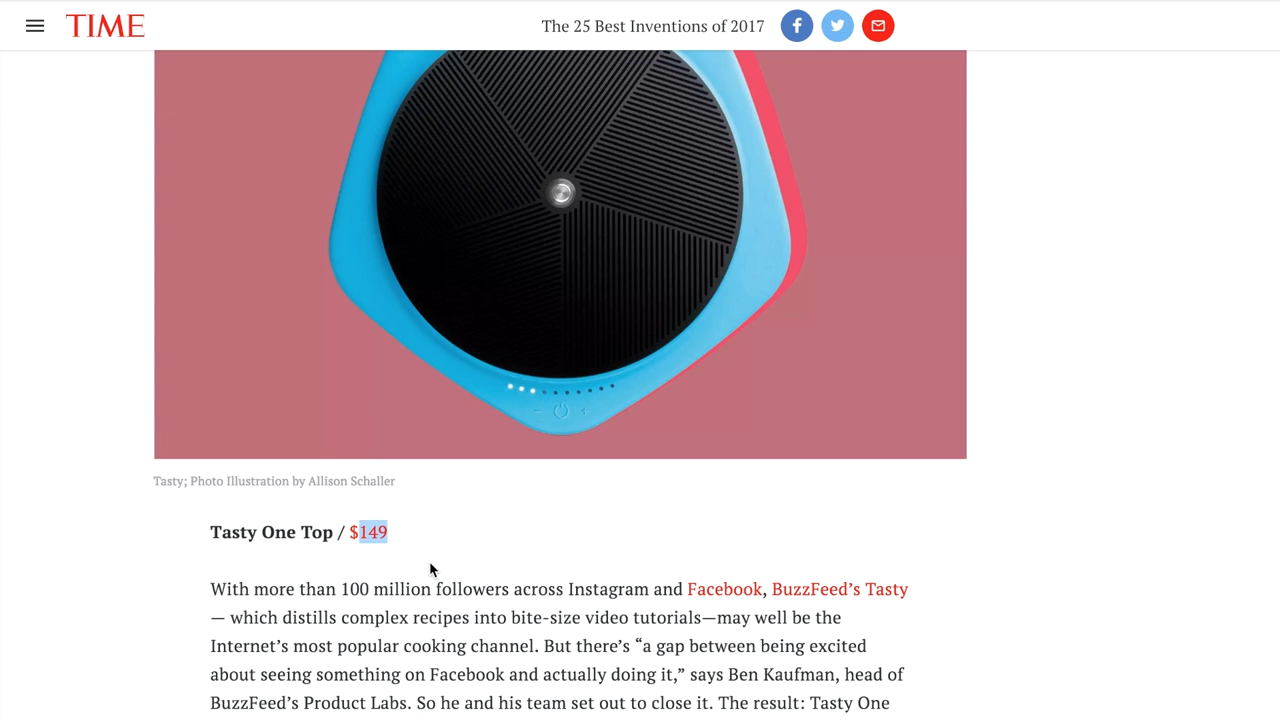 TIME
The 25 Best Inventions of 2017
Tasty; Photo Illustration by Allison Schaller
Tasty One Top / $149
With more than 100 million followers across Instagram and Facebook, BuzzFeed’s Tasty
— which distills complex recipes into bite-size video tutorials—may well be the
Internet’s most popular cooking channel. But there’s “a gap between being excited
about seeing something on Facebook and actually doing it,” says Ben Kaufman, head of
BuzzFeed’s Product Labs. So he and his team set out to close it. The result: Tasty One